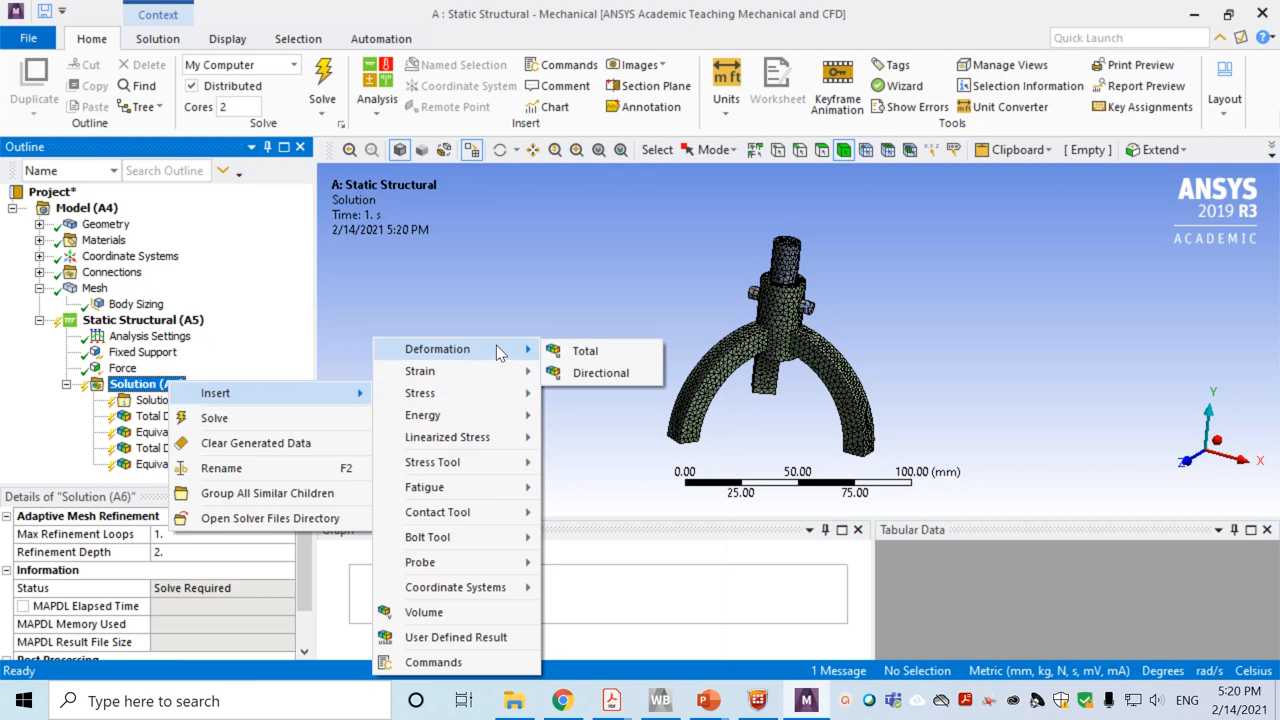 A : Static Structural - Mechanical [ANSYS Academic Teaching Mechanical and CFD]
Context
File Home Solution Display Selection Automation
Quick Launch
Duplicate
Cut
Copy
Paste
Delete
Find
Tree
Outline
My Computer
Distributed
Cores 2
Solve
Solve
Analysis
Named Selection
Coordinate System
Remote Point
Commands
Comment
Chart
Images
Section Plane
Annotation
Insert
Units
Worksheet
Keyframe
Animation
Tags
Wizard
Show Errors
Manage Views
Selection Information
Unit Converter
Print Preview
Report Preview
Key Assignments
Tools
Layout
Outline
Name
Search Outline
Select
Mode
Clipboard
[ Empty ]
Extend
Project*
Model (A4)
Geometry
Materials
Coordinate Systems
Connections
Mesh
Body Sizing
Static Structural (A5)
Analysis Settings
Fixed Support
Force
Solution (A
Solutio
Total D
Equiva
Total D
Equiva
A: Static Structural
Solution
Time: 1. s
2/14/2021 5:20 PM
ANSYS
2019 R3
ACADEMIC
Insert
Solve
Clear Generated Data
Rename F2
Group All Similar Children
Open Solver Files Directory
Deformation
Strain
Stress
Energy
Linearized Stress
Stress Tool
Fatigue
Contact Tool
Bolt Tool
Probe
Coordinate Systems
Volume
User Defined Result
Commands
Total
Directional
0.00 50.00 100.00 (mm)
25.00 75.00
Y
X
Z
Details of "Solution (A6)"
Adaptive Mesh Refinement
Max Refinement Loops 1.
Refinement Depth 2.
Information
Status Solve Required
MAPDL Elapsed Time
MAPDL Memory Used
MAPDL Result File Size
Post Processing
Graph
Tabular Data
Ready
1 Message
No Selection
Metric (mm, kg, N, s, mV, mA)
Degrees
rad/s
Celsius
Type here to search
WB
ENG
5:20 PM
2/14/2021